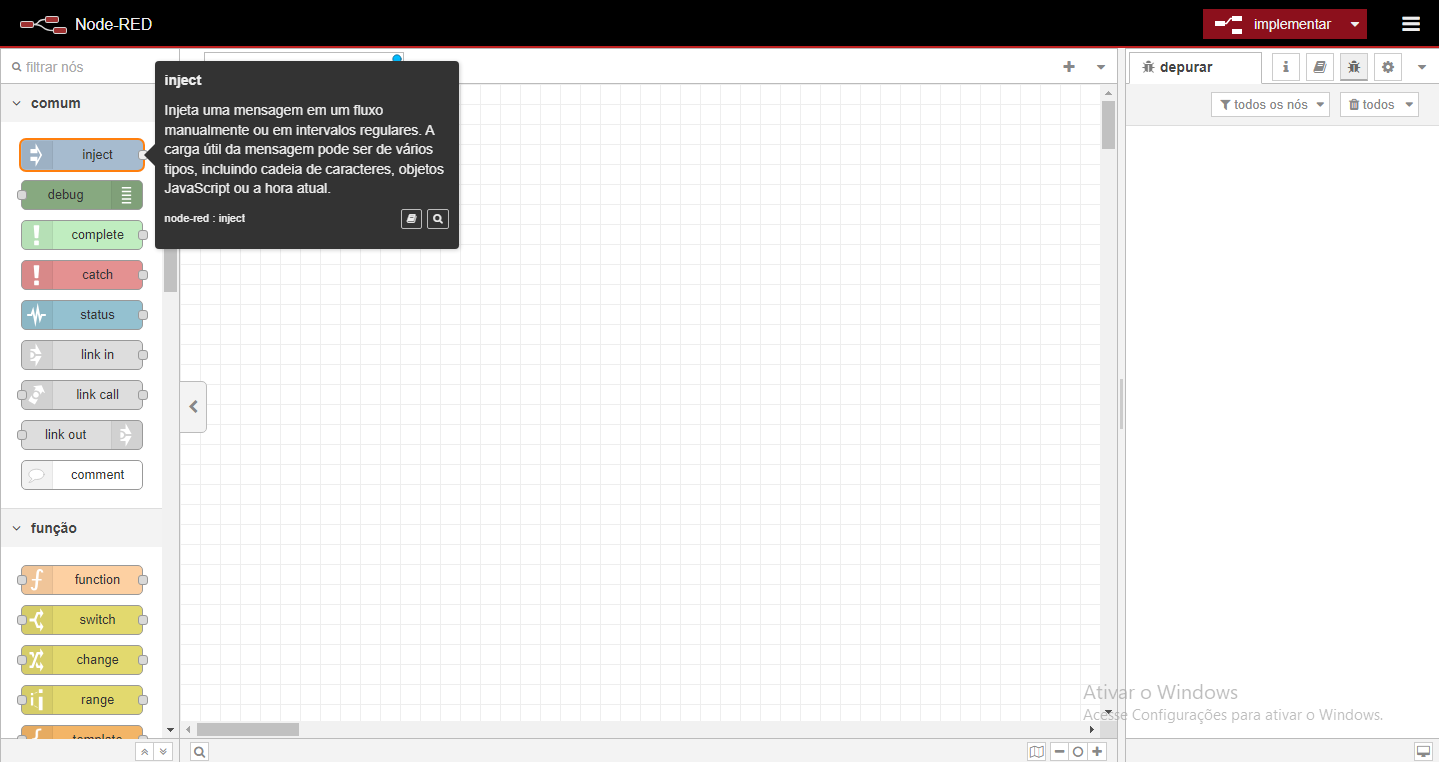 Node-RED
implementar
filtrar nós
depurar
todos os nós
todos
comum
inject
debug
complete
catch
status
link in
link call
link out
comment
função
function
switch
change
range
template
inject
Injeta uma mensagem em um fluxo
manualmente ou em intervalos regulares. A
carga útil da mensagem pode ser de vários
tipos, incluindo cadeia de caracteres, objetos
JavaScript ou a hora atual.
node-red : inject
Ativar o Windows
Acesse Configurações para ativar o Windows.